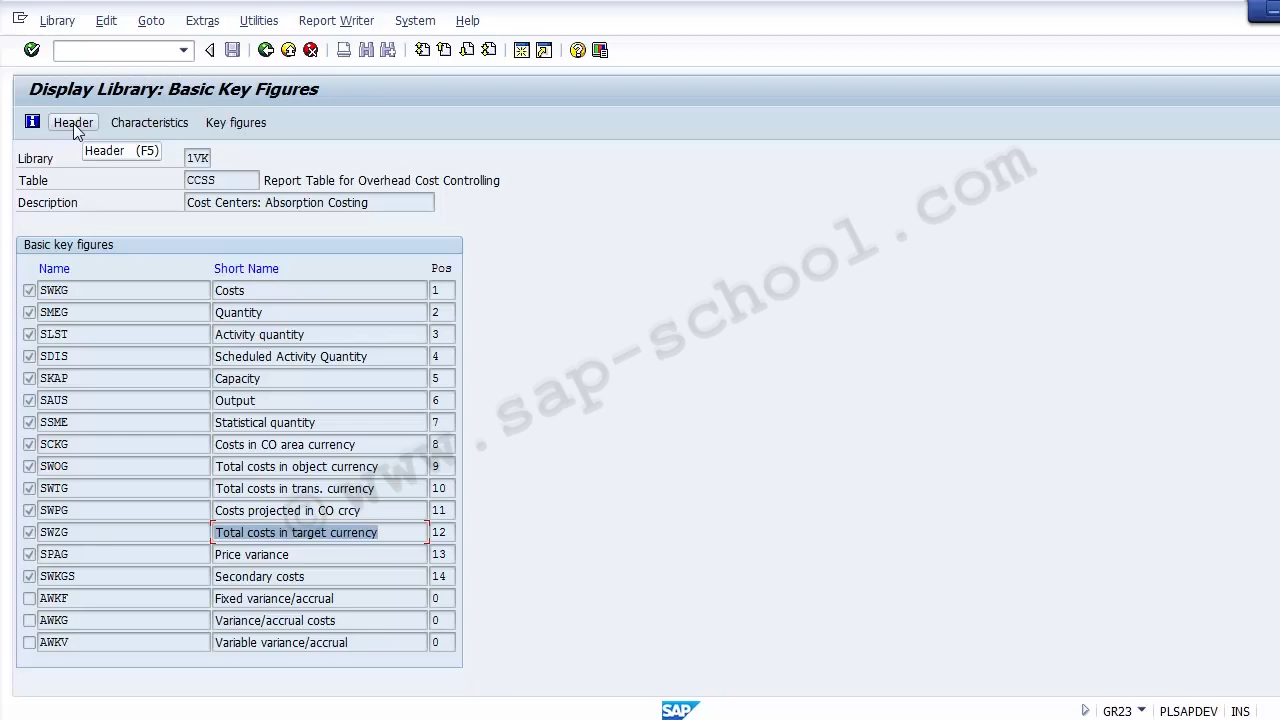 Library Edit Goto Extras Utilities Report Writer System Help
Display Library: Basic Key Figures
Header Characteristics Key figures
Header (F5)
Library 1VK
Table CCSS Report Table for Overhead Cost Controlling
Description Cost Centers: Absorption Costing
Basic key figures
Name Short Name Pos
SWKG Costs 1
SMEG Quantity 2
SLST Activity quantity 3
SDIS Scheduled Activity Quantity 4
SKAP Capacity 5
SAUS Output 6
SSME Statistical quantity 7
SCKG Costs in CO area currency 8
SWOG Total costs in object currency 9
SWTG Total costs in trans. currency 10
SWPG Costs projected in CO crcy 11
SWZG Total costs in target currency 12
SPAG Price variance 13
SWKGS Secondary costs 14
AWKF Fixed variance/accrual 0
AWKG Variance/accrual costs 0
AWKV Variable variance/accrual 0
© www.sap-school.com
SAP GR23 PLSAPDEV INS